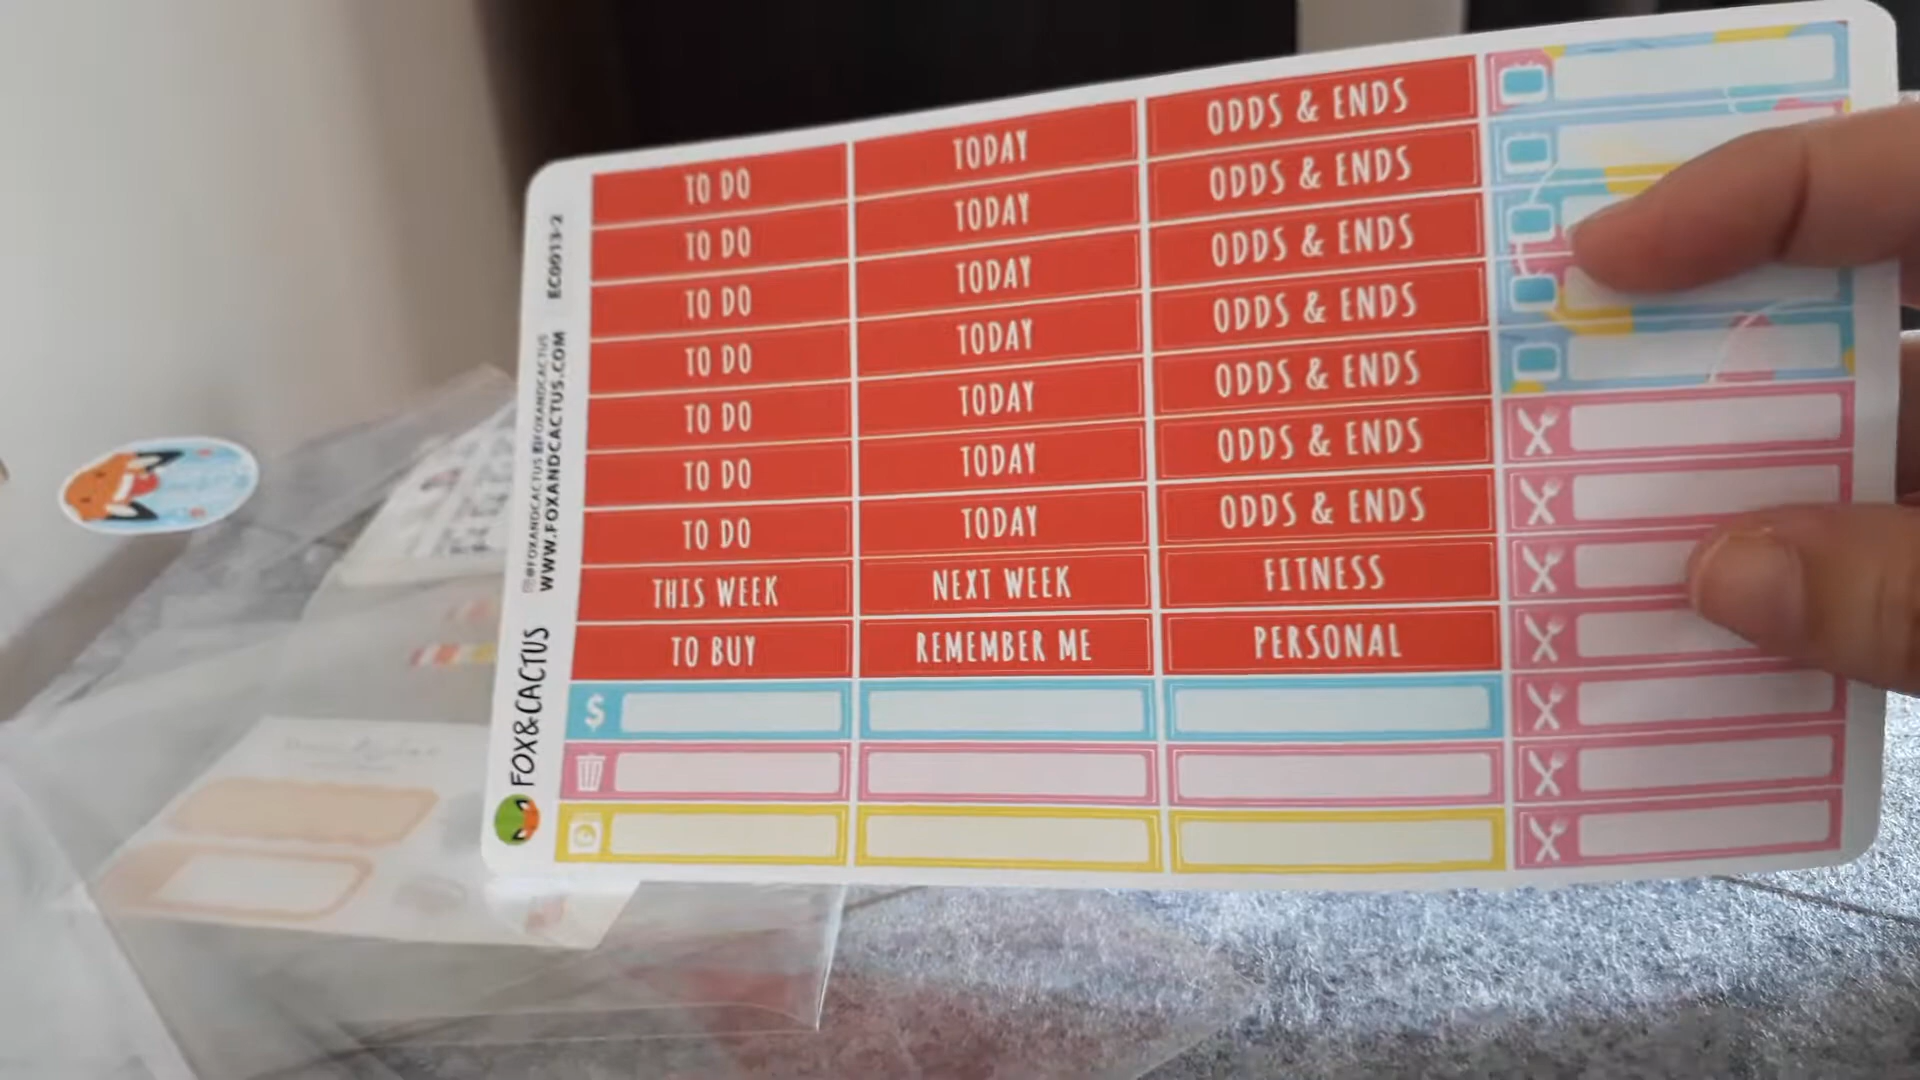 TO DO TODAY ODDS & ENDS
TO DO TODAY ODDS & ENDS
TO DO TODAY ODDS & ENDS
TO DO TODAY ODDS & ENDS
TO DO TODAY ODDS & ENDS
TO DO TODAY ODDS & ENDS
TO DO TODAY ODDS & ENDS
THIS WEEK NEXT WEEK FITNESS
TO BUY REMEMBER ME PERSONAL
$
FOX&CACTUS
@FOXANDCACTUS FOXANDCACTUS
WWW.FOXANDCACTUS.COM EC0013-2